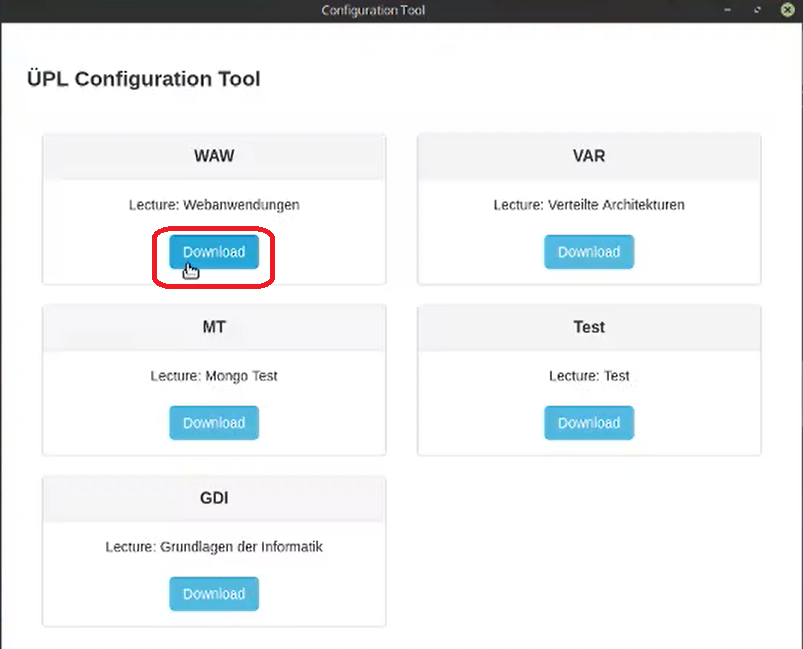 Configuration Tool
ÜPL Configuration Tool
WAW
Lecture: Webanwendungen
Download
VAR
Lecture: Verteilte Architekturen
Download
MT
Lecture: Mongo Test
Download
Test
Lecture: Test
Download
GDI
Lecture: Grundlagen der Informatik
Download